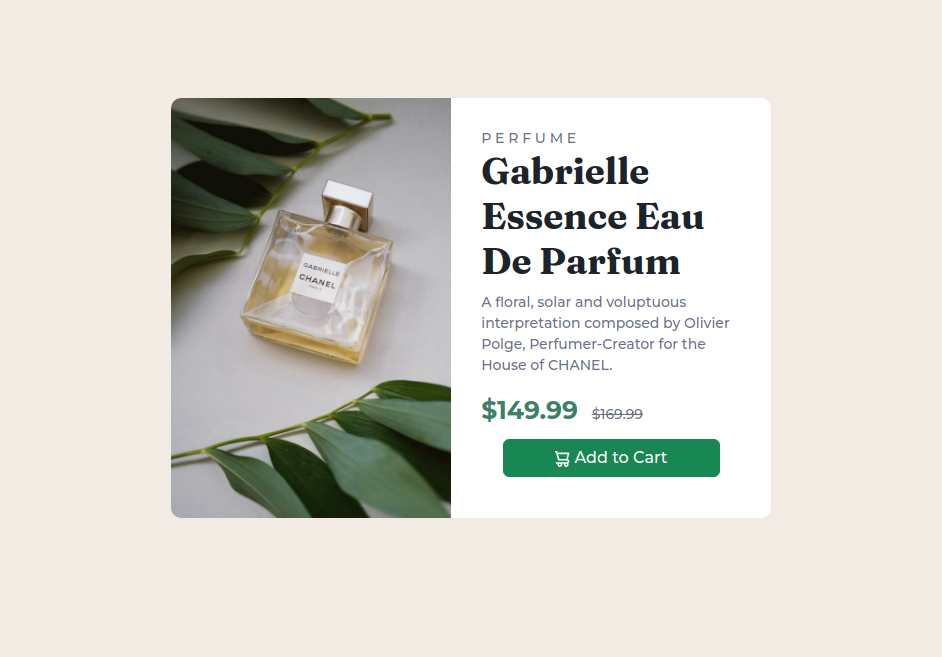 PERFUME
Gabrielle
Essence Eau
De Parfum
A floral, solar and voluptuous
interpretation composed by Olivier
Polge, Perfumer-Creator for the
House of CHANEL.
$149.99 $169.99
Add to Cart
GABRIELLE
CHANEL
PARIS